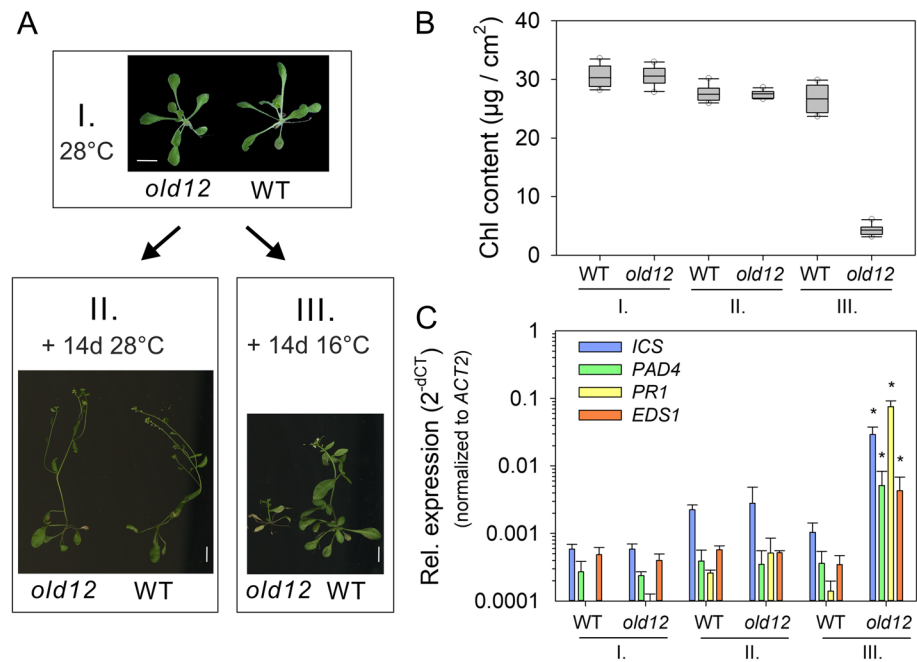 A
I.
28°C
old12 WT
II.
+ 14d 28°C
old12 WT
III.
+ 14d 16°C
old12 WT
B
Chl content (µg / cm²)
40
30
20
10
0
WT old12 WT old12 WT old12
I. II. III.
C
Rel. expression (2^-dCT)
(normalized to ACT2)
1
0.1
0.01
0.001
0.0001
ICS
PAD4
PR1
EDS1
* * * *
WT old12 WT old12 WT old12
I. II. III.